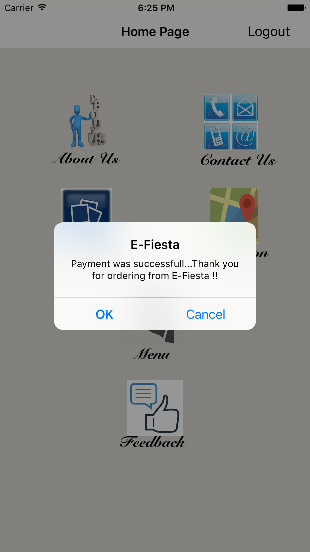 Carrier 6:25 PM
Home Page Logout
About Us
Contact Us
on
E-Fiesta
Payment was successfull...Thank you
for ordering from E-Fiesta !!
OK Cancel
Menu
Feedback